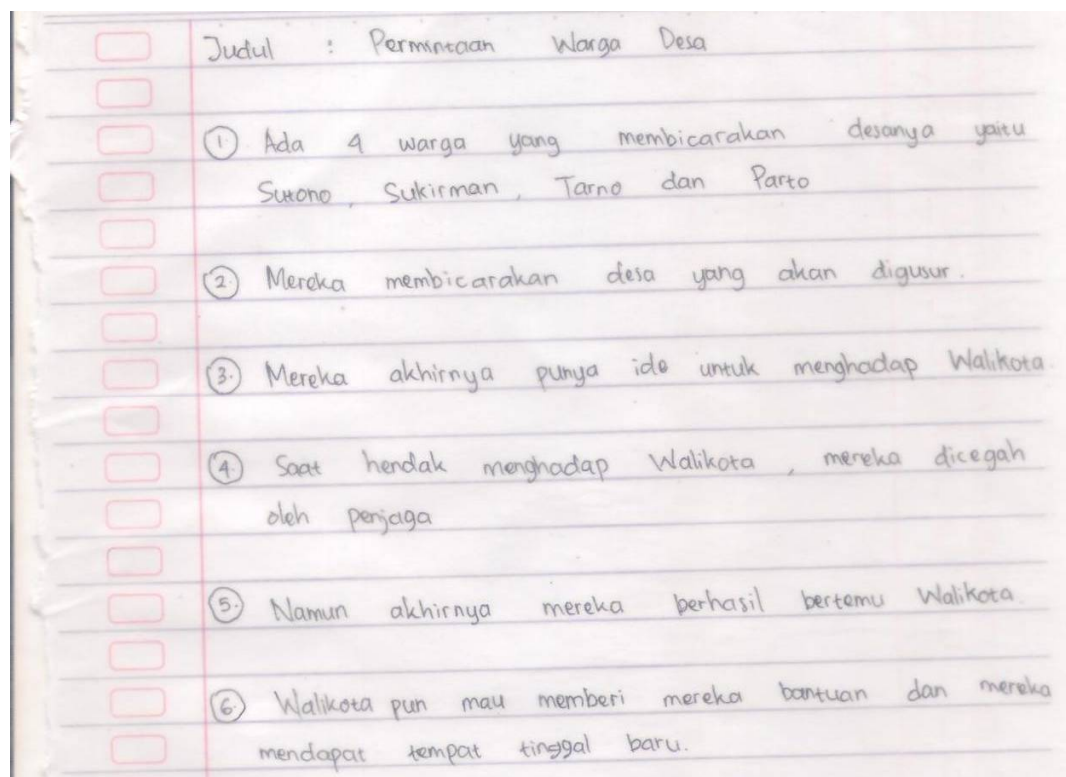 Judul : Permintaan Warga Desa
1. Ada 4 warga yang membicarakan desanya yaitu
Sutono, Sukirman, Tarno dan Parto
2. Mereka membicarakan desa yang akan digusur.
3. Mereka akhirnya punya ide untuk menghadap Walikota.
4. Saat hendak menghadap Walikota, mereka dicegah
oleh penjaga
5. Namun akhirnya mereka berhasil bertemu Walikota.
6. Walikota pun mau memberi mereka bantuan dan mereka
mendapat tempat tinggal baru.